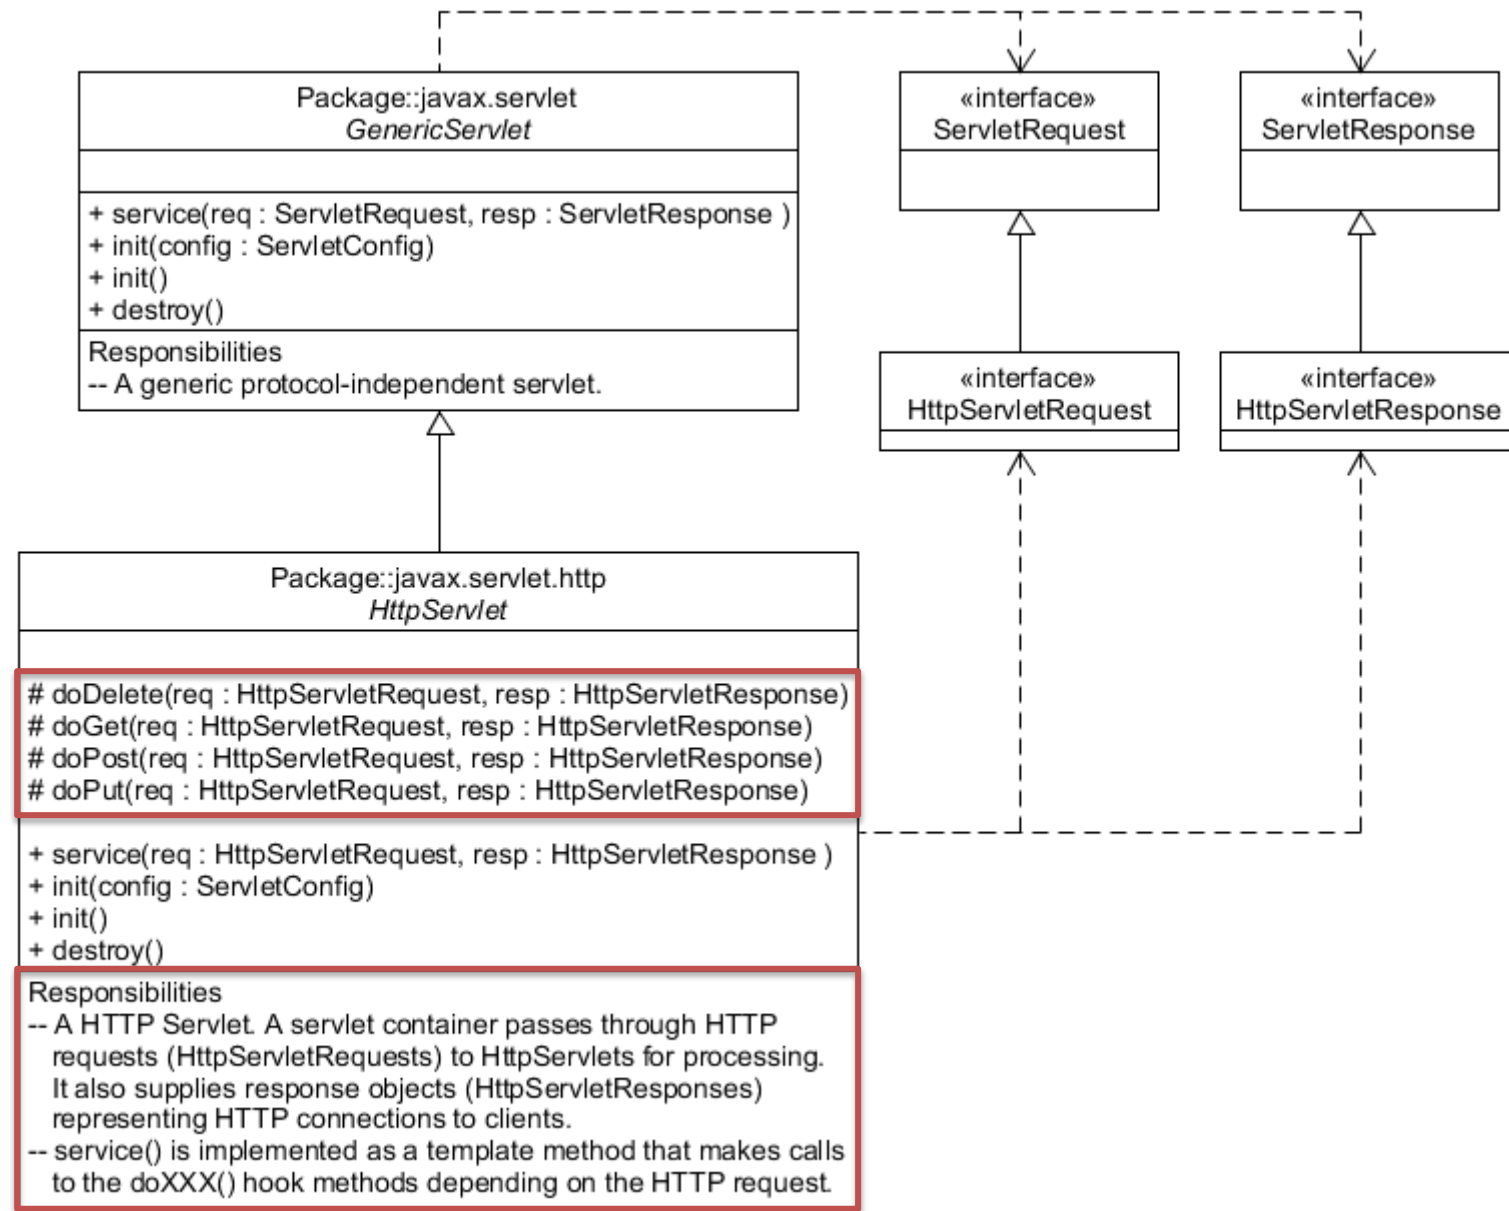 Package::javax.servlet
GenericServlet
+ service(req : ServletRequest, resp : ServletResponse )
+ init(config : ServletConfig)
+ init()
+ destroy()
Responsibilities
-- A generic protocol-independent servlet.
«interface»
ServletRequest
«interface»
ServletResponse
«interface»
HttpServletRequest
«interface»
HttpServletResponse
Package::javax.servlet.http
HttpServlet
# doDelete(req : HttpServletRequest, resp : HttpServletResponse)
# doGet(req : HttpServletRequest, resp : HttpServletResponse)
# doPost(req : HttpServletRequest, resp : HttpServletResponse)
# doPut(req : HttpServletRequest, resp : HttpServletResponse)
+ service(req : HttpServletRequest, resp : HttpServletResponse )
+ init(config : ServletConfig)
+ init()
+ destroy()
Responsibilities
-- A HTTP Servlet. A servlet container passes through HTTP
requests (HttpServletRequests) to HttpServlets for processing.
It also supplies response objects (HttpServletResponses)
representing HTTP connections to clients.
-- service() is implemented as a template method that makes calls
to the doXXX() hook methods depending on the HTTP request.